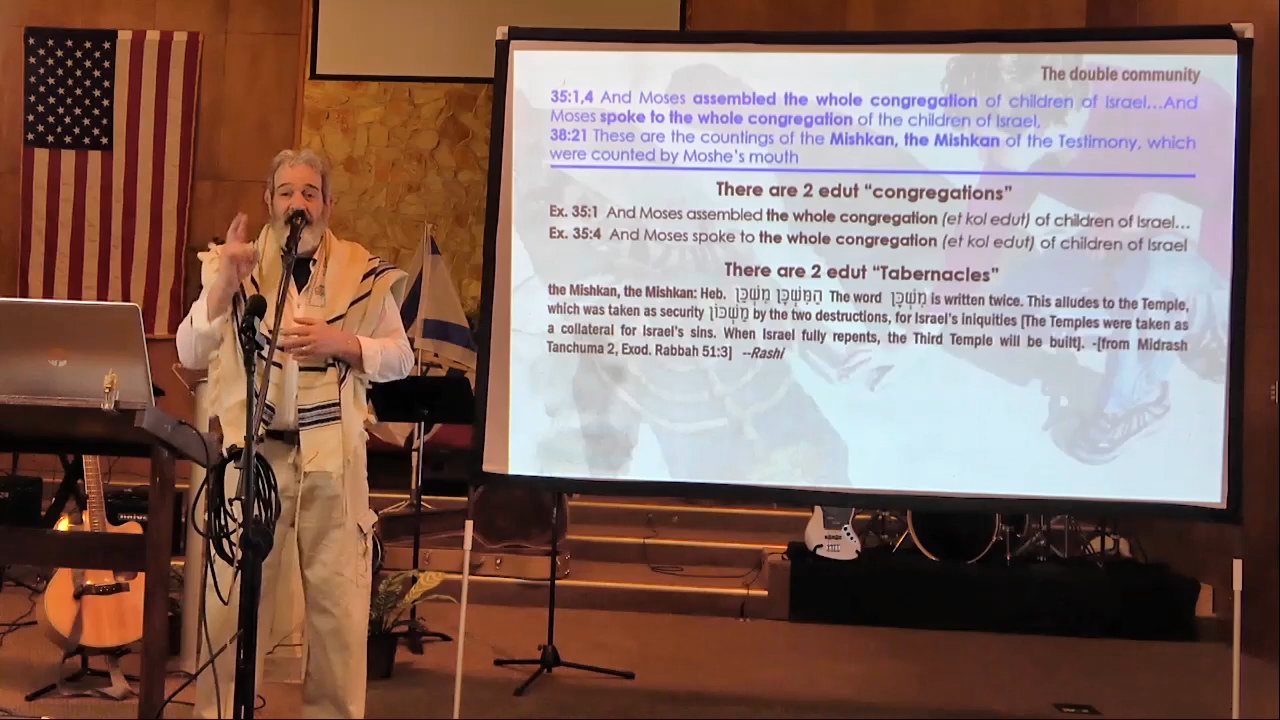 The double community
35:1,4 And Moses assembled the whole congregation of children of Israel...And
Moses spoke to the whole congregation of the children of Israel,
38:21 These are the countings of the Mishkan, the Mishkan of the Testimony, which
were counted by Moshe's mouth
There are 2 edut “congregations”
Ex. 35:1 And Moses assembled the whole congregation (et kol edut) of children of Israel...
Ex. 35:4 And Moses spoke to the whole congregation (et kol edut) of children of Israel
There are 2 edut “Tabernacles”
the Mishkan, the Mishkan: Heb. הַמִּשְׁכָּן מִשְׁכַּן The word מִשְׁכָּן is written twice. This alludes to the Temple,
which was taken as security מַשְׁכּוֹן by the two destructions, for Israel's iniquities [The Temples were taken as
a collateral for Israel's sins. When Israel fully repents, the Third Temple will be built]. -[from Midrash
Tanchuma 2, Exod. Rabbah 51:3] --Rashi